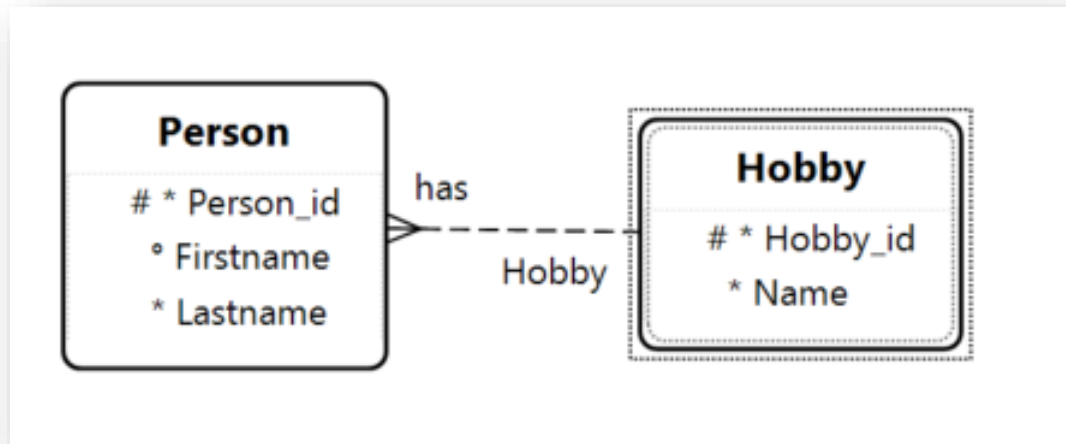 Person
# * Person_id
° Firstname
* Lastname
has
Hobby
Hobby
# * Hobby_id
* Name